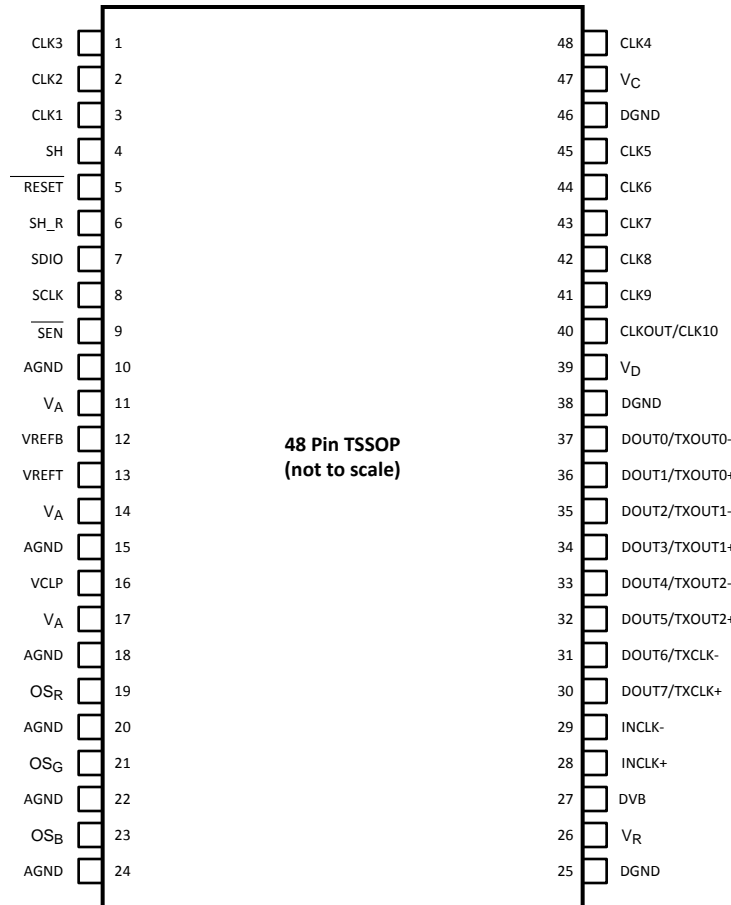 CLK3 1 48 CLK4
CLK2 2 47 VC
CLK1 3 46 DGND
SH 4 45 CLK5
RESET 5 44 CLK6
SH_R 6 43 CLK7
SDIO 7 42 CLK8
SCLK 8 41 CLK9
SEN 9 40 CLKOUT/CLK10
AGND 10 39 VD
VA 11 38 DGND
VREFB 12 37 DOUT0/TXOUT0-
VREFT 13 36 DOUT1/TXOUT0+
VA 14 35 DOUT2/TXOUT1-
AGND 15 34 DOUT3/TXOUT1+
VCLP 16 33 DOUT4/TXOUT2-
VA 17 32 DOUT5/TXOUT2+
AGND 18 31 DOUT6/TXCLK-
OSR 19 30 DOUT7/TXCLK+
AGND 20 29 INCLK-
OSG 21 28 INCLK+
AGND 22 27 DVB
OSB 23 26 VR
AGND 24 25 DGND
48 Pin TSSOP
(not to scale)